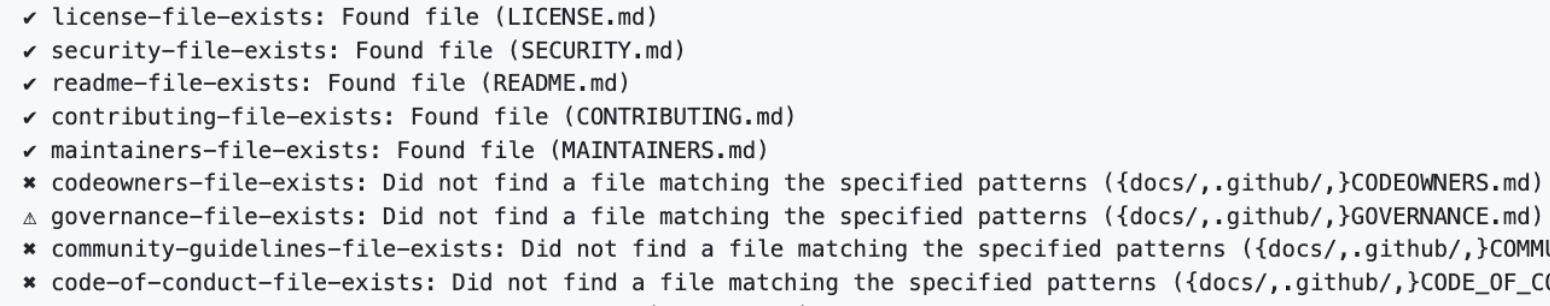 ✔ license-file-exists: Found file (LICENSE.md)
✔ security-file-exists: Found file (SECURITY.md)
✔ readme-file-exists: Found file (README.md)
✔ contributing-file-exists: Found file (CONTRIBUTING.md)
✔ maintainers-file-exists: Found file (MAINTAINERS.md)
✖ codeowners-file-exists: Did not find a file matching the specified patterns ({docs/,.github/,}CODEOWNERS.md)
⚠ governance-file-exists: Did not find a file matching the specified patterns ({docs/,.github/,}GOVERNANCE.md)
✖ community-guidelines-file-exists: Did not find a file matching the specified patterns ({docs/,.github/,}COMMU
✖ code-of-conduct-file-exists: Did not find a file matching the specified patterns ({docs/,.github/,}CODE_OF_CO